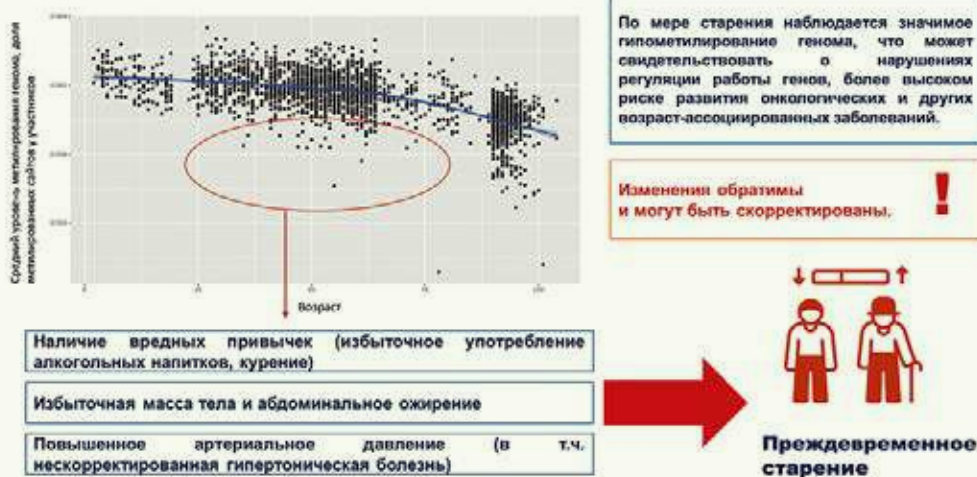 Средний уровень метилирования генома, доля
метилированных сайтов у участников
Возраст
По мере старения наблюдается значимое
гипометилирование генома, что может
свидетельствовать о нарушениях
регуляции работы генов, более высоком
риске развития онкологических и других
возраст-ассоциированных заболеваний.
Изменения обратимы
и могут быть скорректированы.
!
Наличие вредных привычек (избыточное употребление
алкогольных напитков, курение)
Избыточная масса тела и абдоминальное ожирение
Повышенное артериальное давление (в т.ч.
нескорректированная гипертоническая болезнь)
Преждевременное
старение